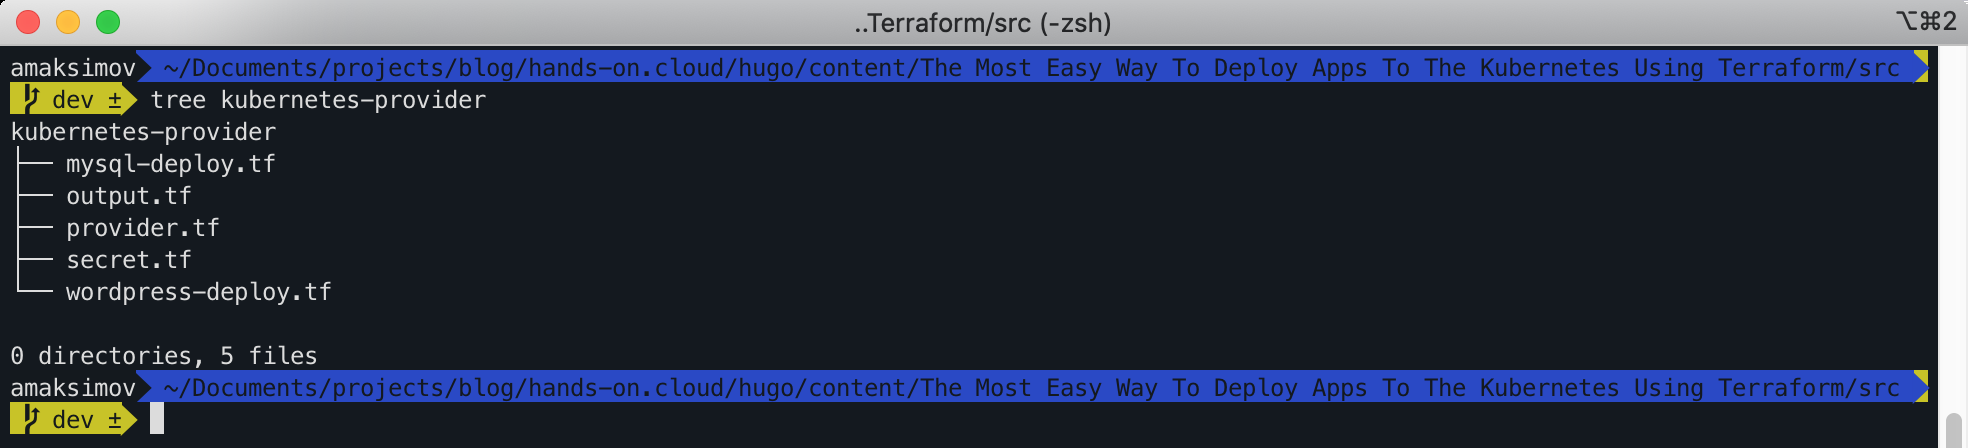 ..Terraform/src (-zsh) ⌥⌘2
amaksimov ~/Documents/projects/blog/hands-on.cloud/hugo/content/The Most Easy Way To Deploy Apps To The Kubernetes Using Terraform/src
dev ± tree kubernetes-provider
kubernetes-provider
├── mysql-deploy.tf
├── output.tf
├── provider.tf
├── secret.tf
└── wordpress-deploy.tf
0 directories, 5 files
amaksimov ~/Documents/projects/blog/hands-on.cloud/hugo/content/The Most Easy Way To Deploy Apps To The Kubernetes Using Terraform/src
dev ±